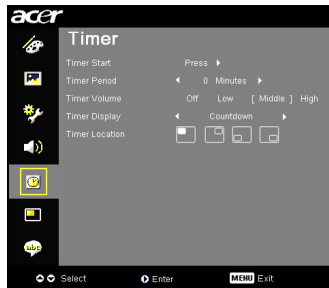 acer
Timer
Timer Start Press
Timer Period 0 Minutes
Timer Volume Off Low [ Middle ] High
Timer Display Countdown
Timer Location
abc
Select Enter MENU Exit